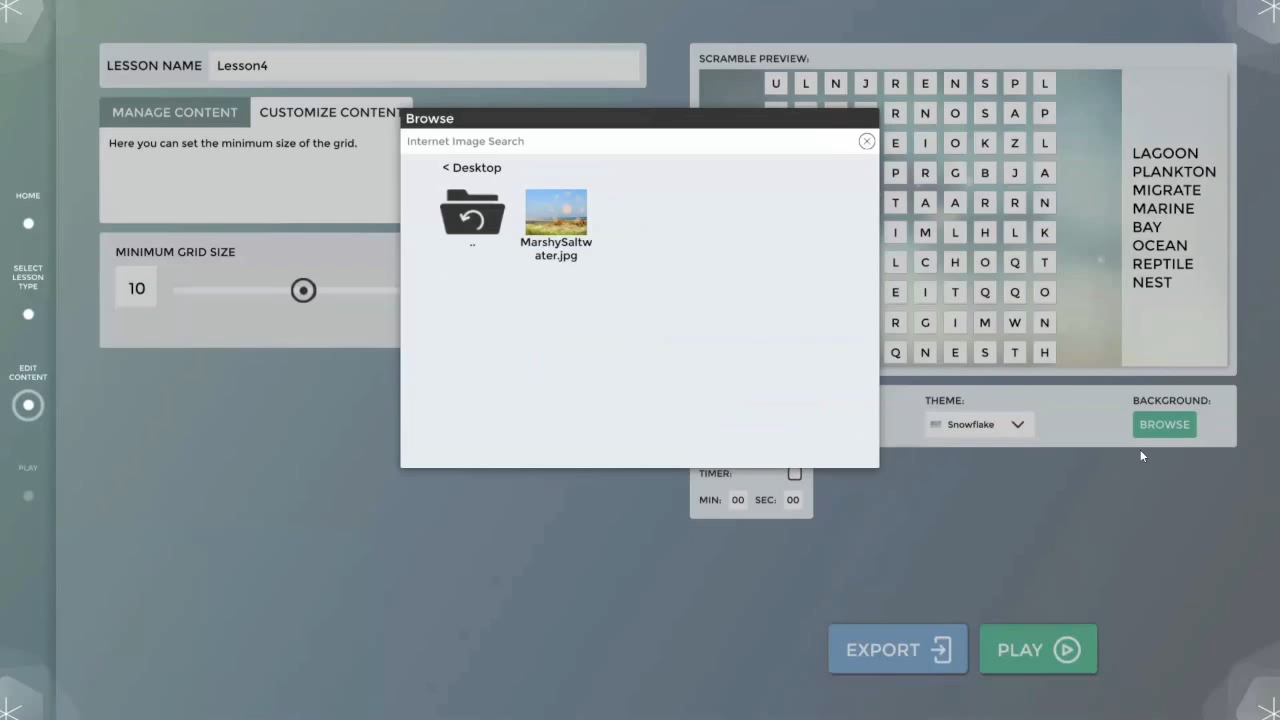 LESSON NAME
Lesson4
MANAGE CONTENT
CUSTOMIZE CONTENT
Here you can set the minimum size of the grid.
MINIMUM GRID SIZE
10
HOME
SELECT
LESSON
TYPE
EDIT
CONTENT
PLAY
Browse
Internet Image Search
< Desktop
..
MarshySaltw
ater.jpg
SCRAMBLE PREVIEW:
U L N J R E N S P L
R N O S A P
E I O K Z L
P R G B J A
T A A R R N
I M L H L K
L C H O Q T
E I T Q Q O
R G I M W N
Q N E S T H
LAGOON
PLANKTON
MIGRATE
MARINE
BAY
OCEAN
REPTILE
NEST
THEME:
Snowflake
BACKGROUND:
BROWSE
TIMER:
MIN: 00 SEC: 00
EXPORT
PLAY